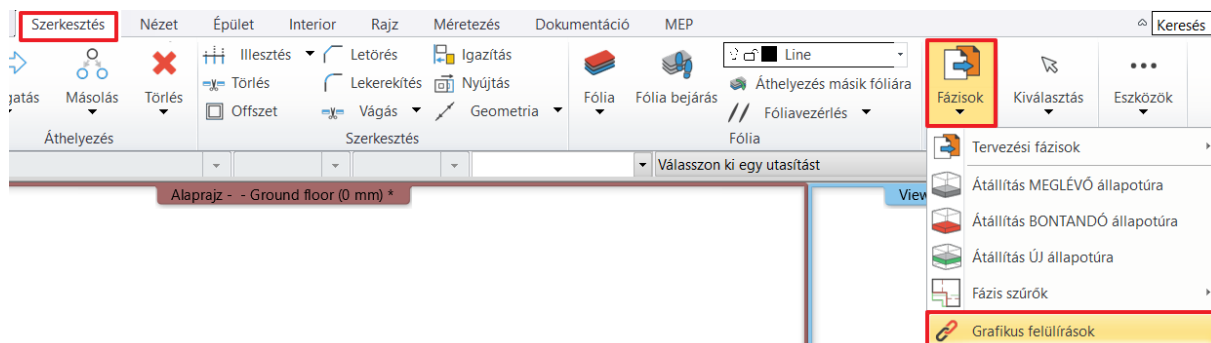 Szerkesztés Nézet Épület Interior Rajz Méretezés Dokumentáció MEP Keresés
Illesztés Letörés Igazítás Line
Törlés Lekerekítés Nyújtás Áthelyezés másik fóliára
Másolás Törlés Offszet Vágás Geometria Fólia Fólia bejárás Fóliavezérlés Fázisok Kiválasztás Eszközök
Áthelyezés Szerkesztés Fólia
Tervezési fázisok
Válasszon ki egy utasítást
Átállítás MEGLÉVŐ állapotúra
Alaprajz - - Ground floor (0 mm) *
Átállítás BONTANDÓ állapotúra
Átállítás ÚJ állapotúra
Fázis szűrők
Grafikus felülírások